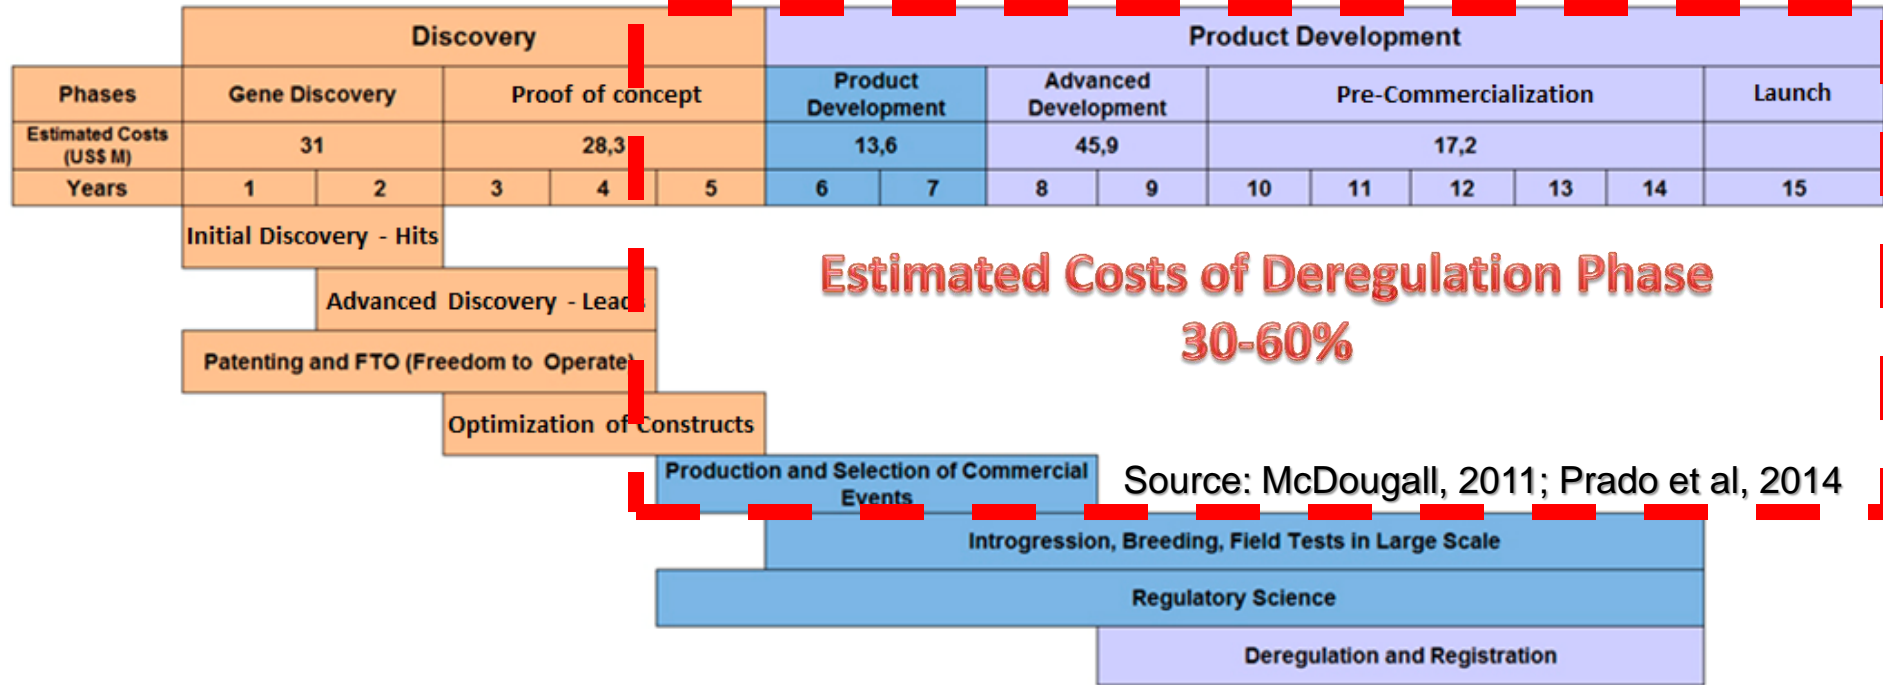 Discovery
Product Development
Phases
Gene Discovery
Proof of concept
Product
Development
Advanced
Development
Pre-Commercialization
Launch
Estimated Costs
(US$ M)
31
28,3
13,6
45,9
17,2
Years
1
2
3
4
5
6
7
8
9
10
11
12
13
14
15
Initial Discovery - Hits
Estimated Costs of Deregulation Phase
30-60%
Advanced Discovery - Leads
Patenting and FTO (Freedom to Operate)
Optimization of Constructs
Production and Selection of Commercial
Events
Source: McDougall, 2011; Prado et al, 2014
Introgression, Breeding, Field Tests in Large Scale
Regulatory Science
Deregulation and Registration